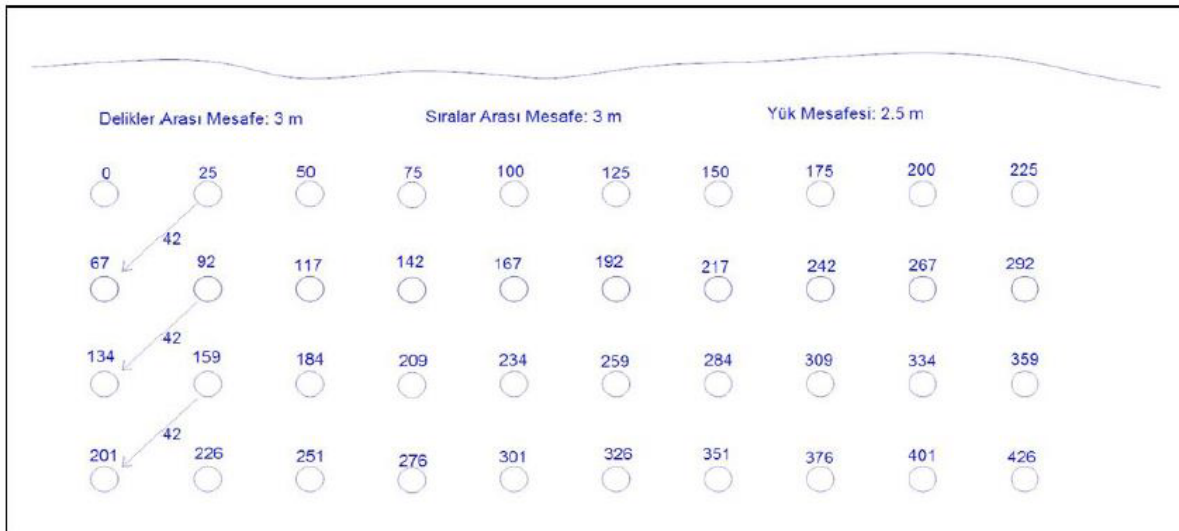 Delikler Arası Mesafe: 3 m Sıralar Arası Mesafe: 3 m Yük Mesafesi: 2.5 m
0 25 50 75 100 125 150 175 200 225
42
67 92 117 142 167 192 217 242 267 292
42
134 159 184 209 234 259 284 309 334 359
42
201 226 251 276 301 326 351 376 401 426